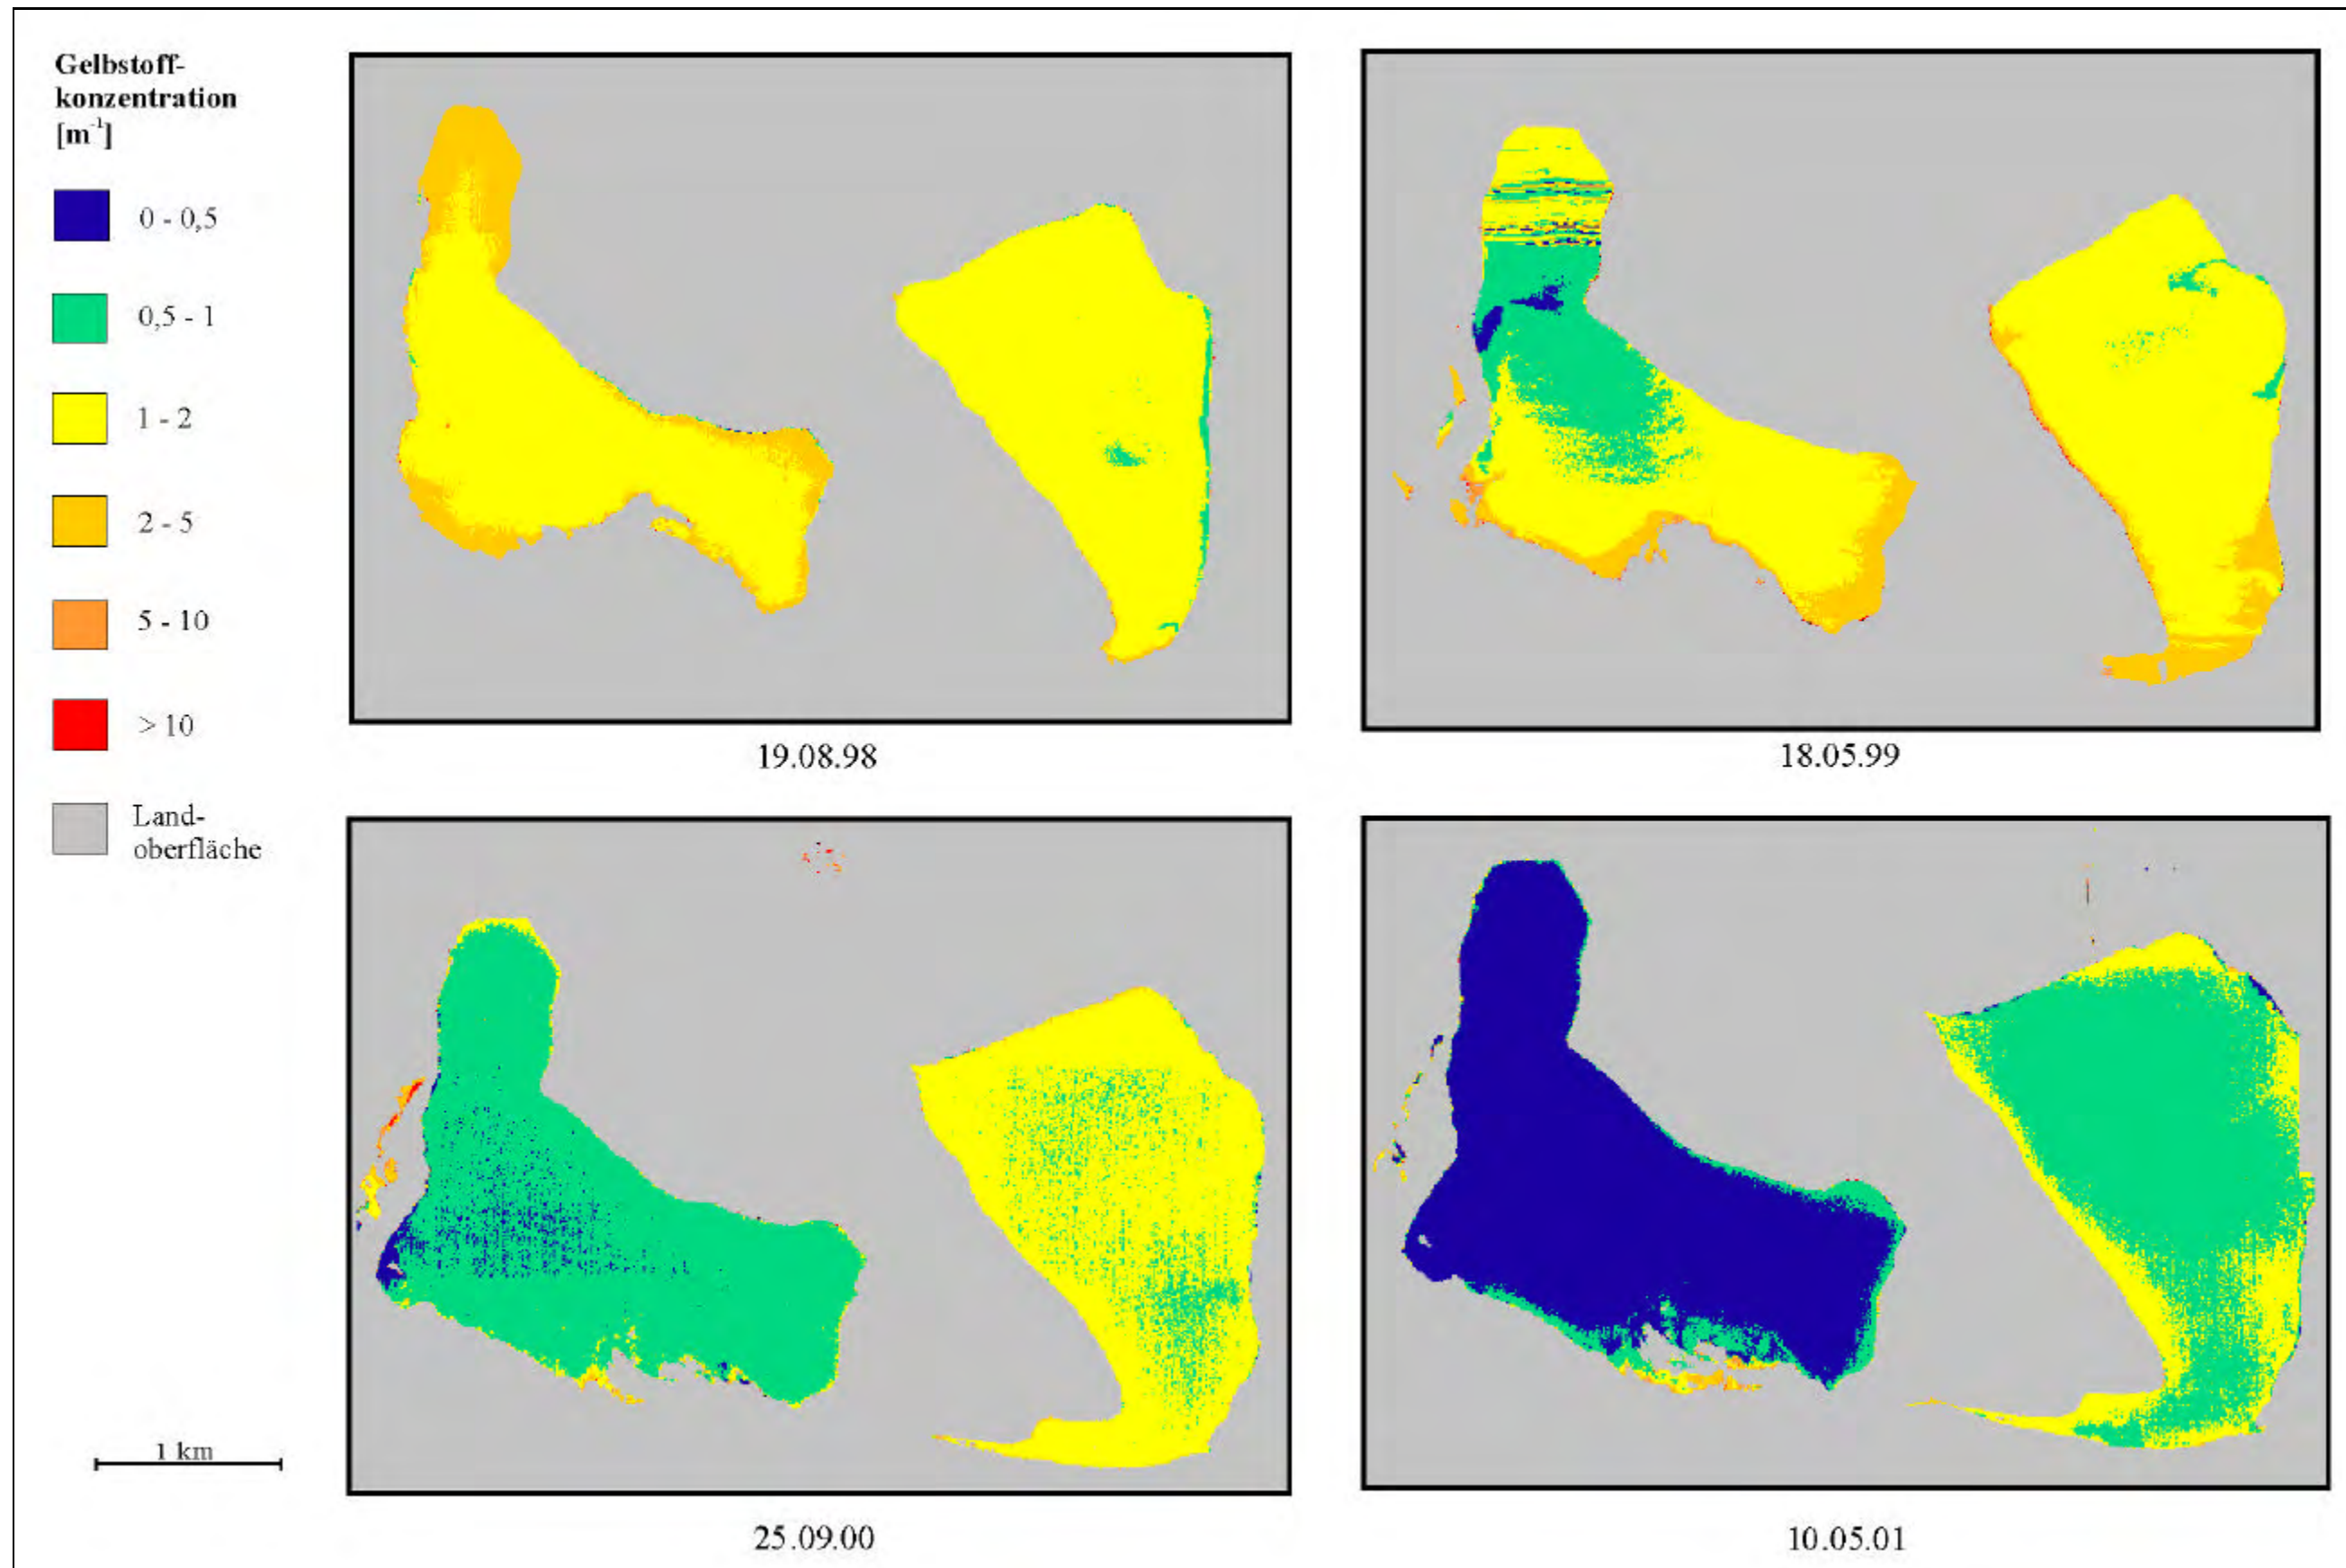 Gelbstoff-
konzentration
[m⁻¹]
0 - 0,5
0,5 - 1
1 - 2
2 - 5
5 - 10
> 10
Land-
oberfläche
1 km
19.08.98
18.05.99
25.09.00
10.05.01